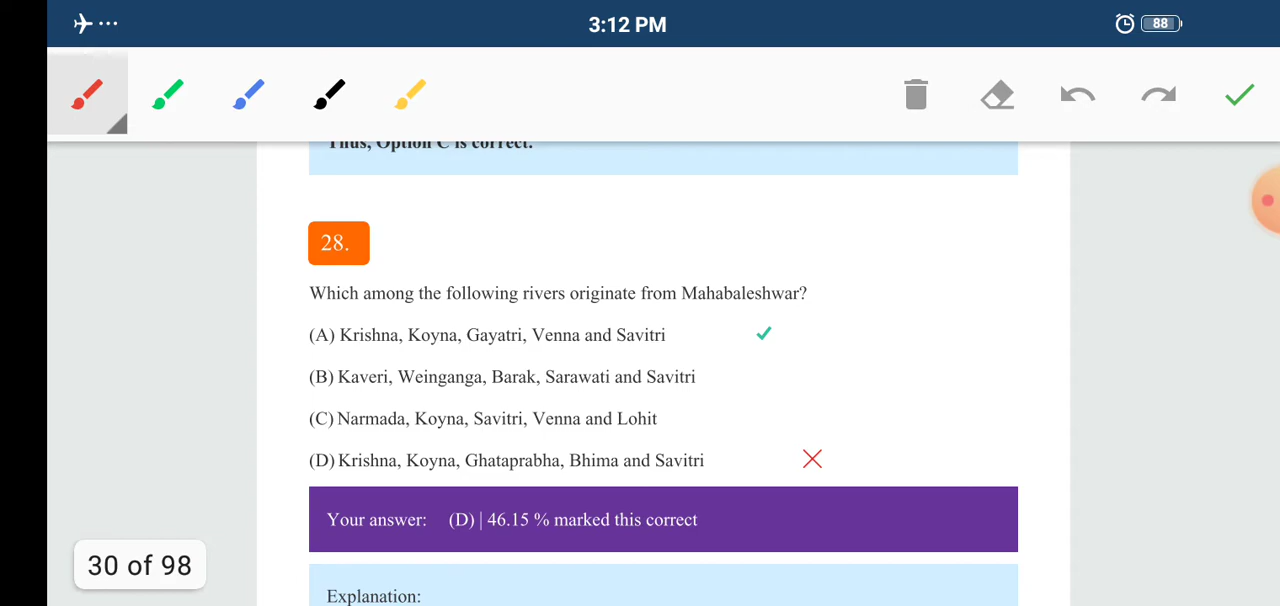 3:12 PM
88
Thus, Option C is correct.
28.
Which among the following rivers originate from Mahabaleshwar?
(A) Krishna, Koyna, Gayatri, Venna and Savitri
(B) Kaveri, Weinganga, Barak, Sarawati and Savitri
(C) Narmada, Koyna, Savitri, Venna and Lohit
(D) Krishna, Koyna, Ghataprabha, Bhima and Savitri
Your answer: (D) | 46.15 % marked this correct
30 of 98
Explanation: